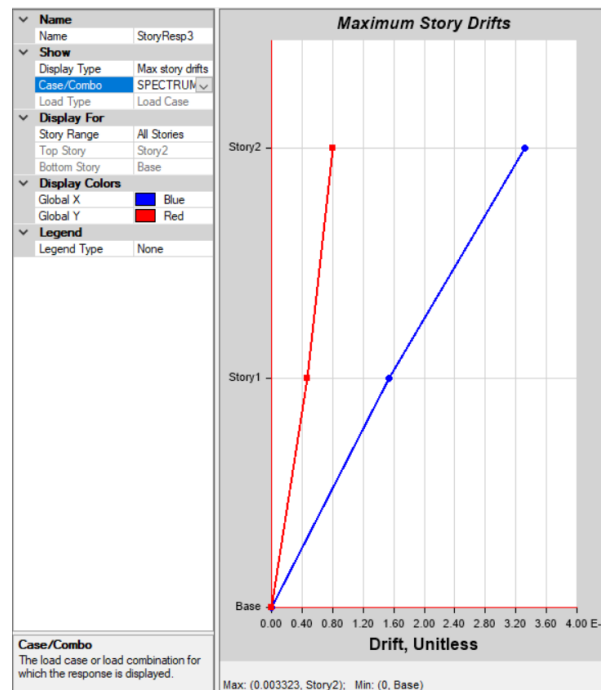 Name
Name StoryResp3
Show
Display Type Max story drifts
Case/Combo SPECTRUM
Load Type Load Case
Display For
Story Range All Stories
Top Story Story2
Bottom Story Base
Display Colors
Global X Blue
Global Y Red
Legend
Legend Type None
Case/Combo
The load case or load combination for
which the response is displayed.
Maximum Story Drifts
Story2
Story1
Base
0.00 0.40 0.80 1.20 1.60 2.00 2.40 2.80 3.20 3.60 4.00 E-
Drift, Unitless
Max: (0.003323, Story2); Min: (0, Base)